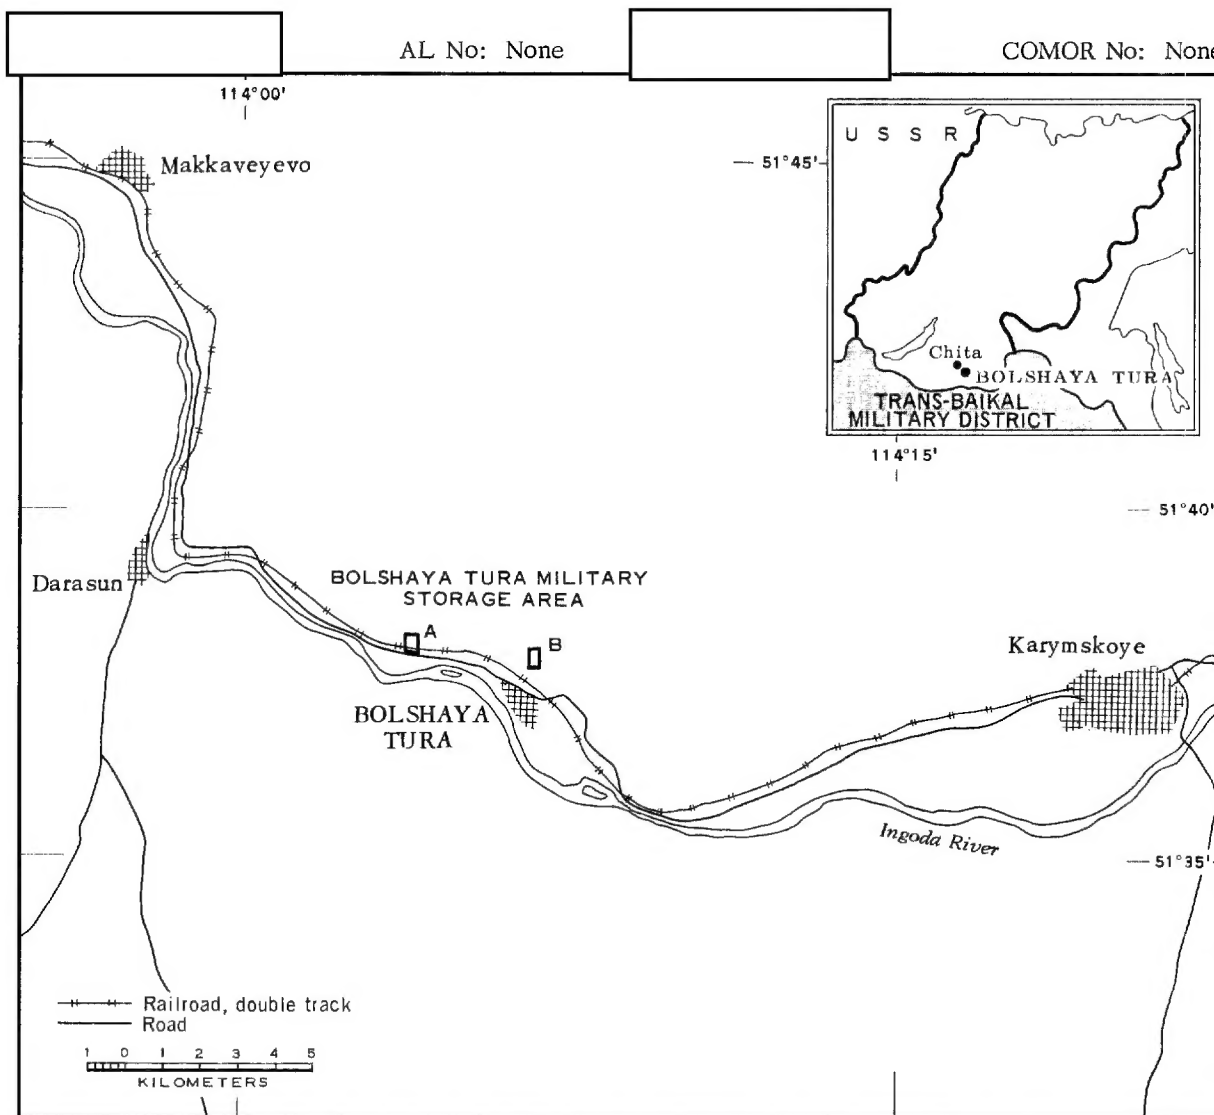 AL No: None
COMOR No: None
114°00'
Makkaveyevo
51°45'
U S S R
Chita
BOLSHAYA TURA
TRANS-BAIKAL
MILITARY DISTRICT
114°15'
51°40'
Darasun
BOLSHAYA TURA MILITARY
STORAGE AREA
A
B
Karymskoye
BOLSHAYA
TURA
Ingoda River
51°35'
Railroad, double track
Road
1 0 1 2 3 4 5
KILOMETERS